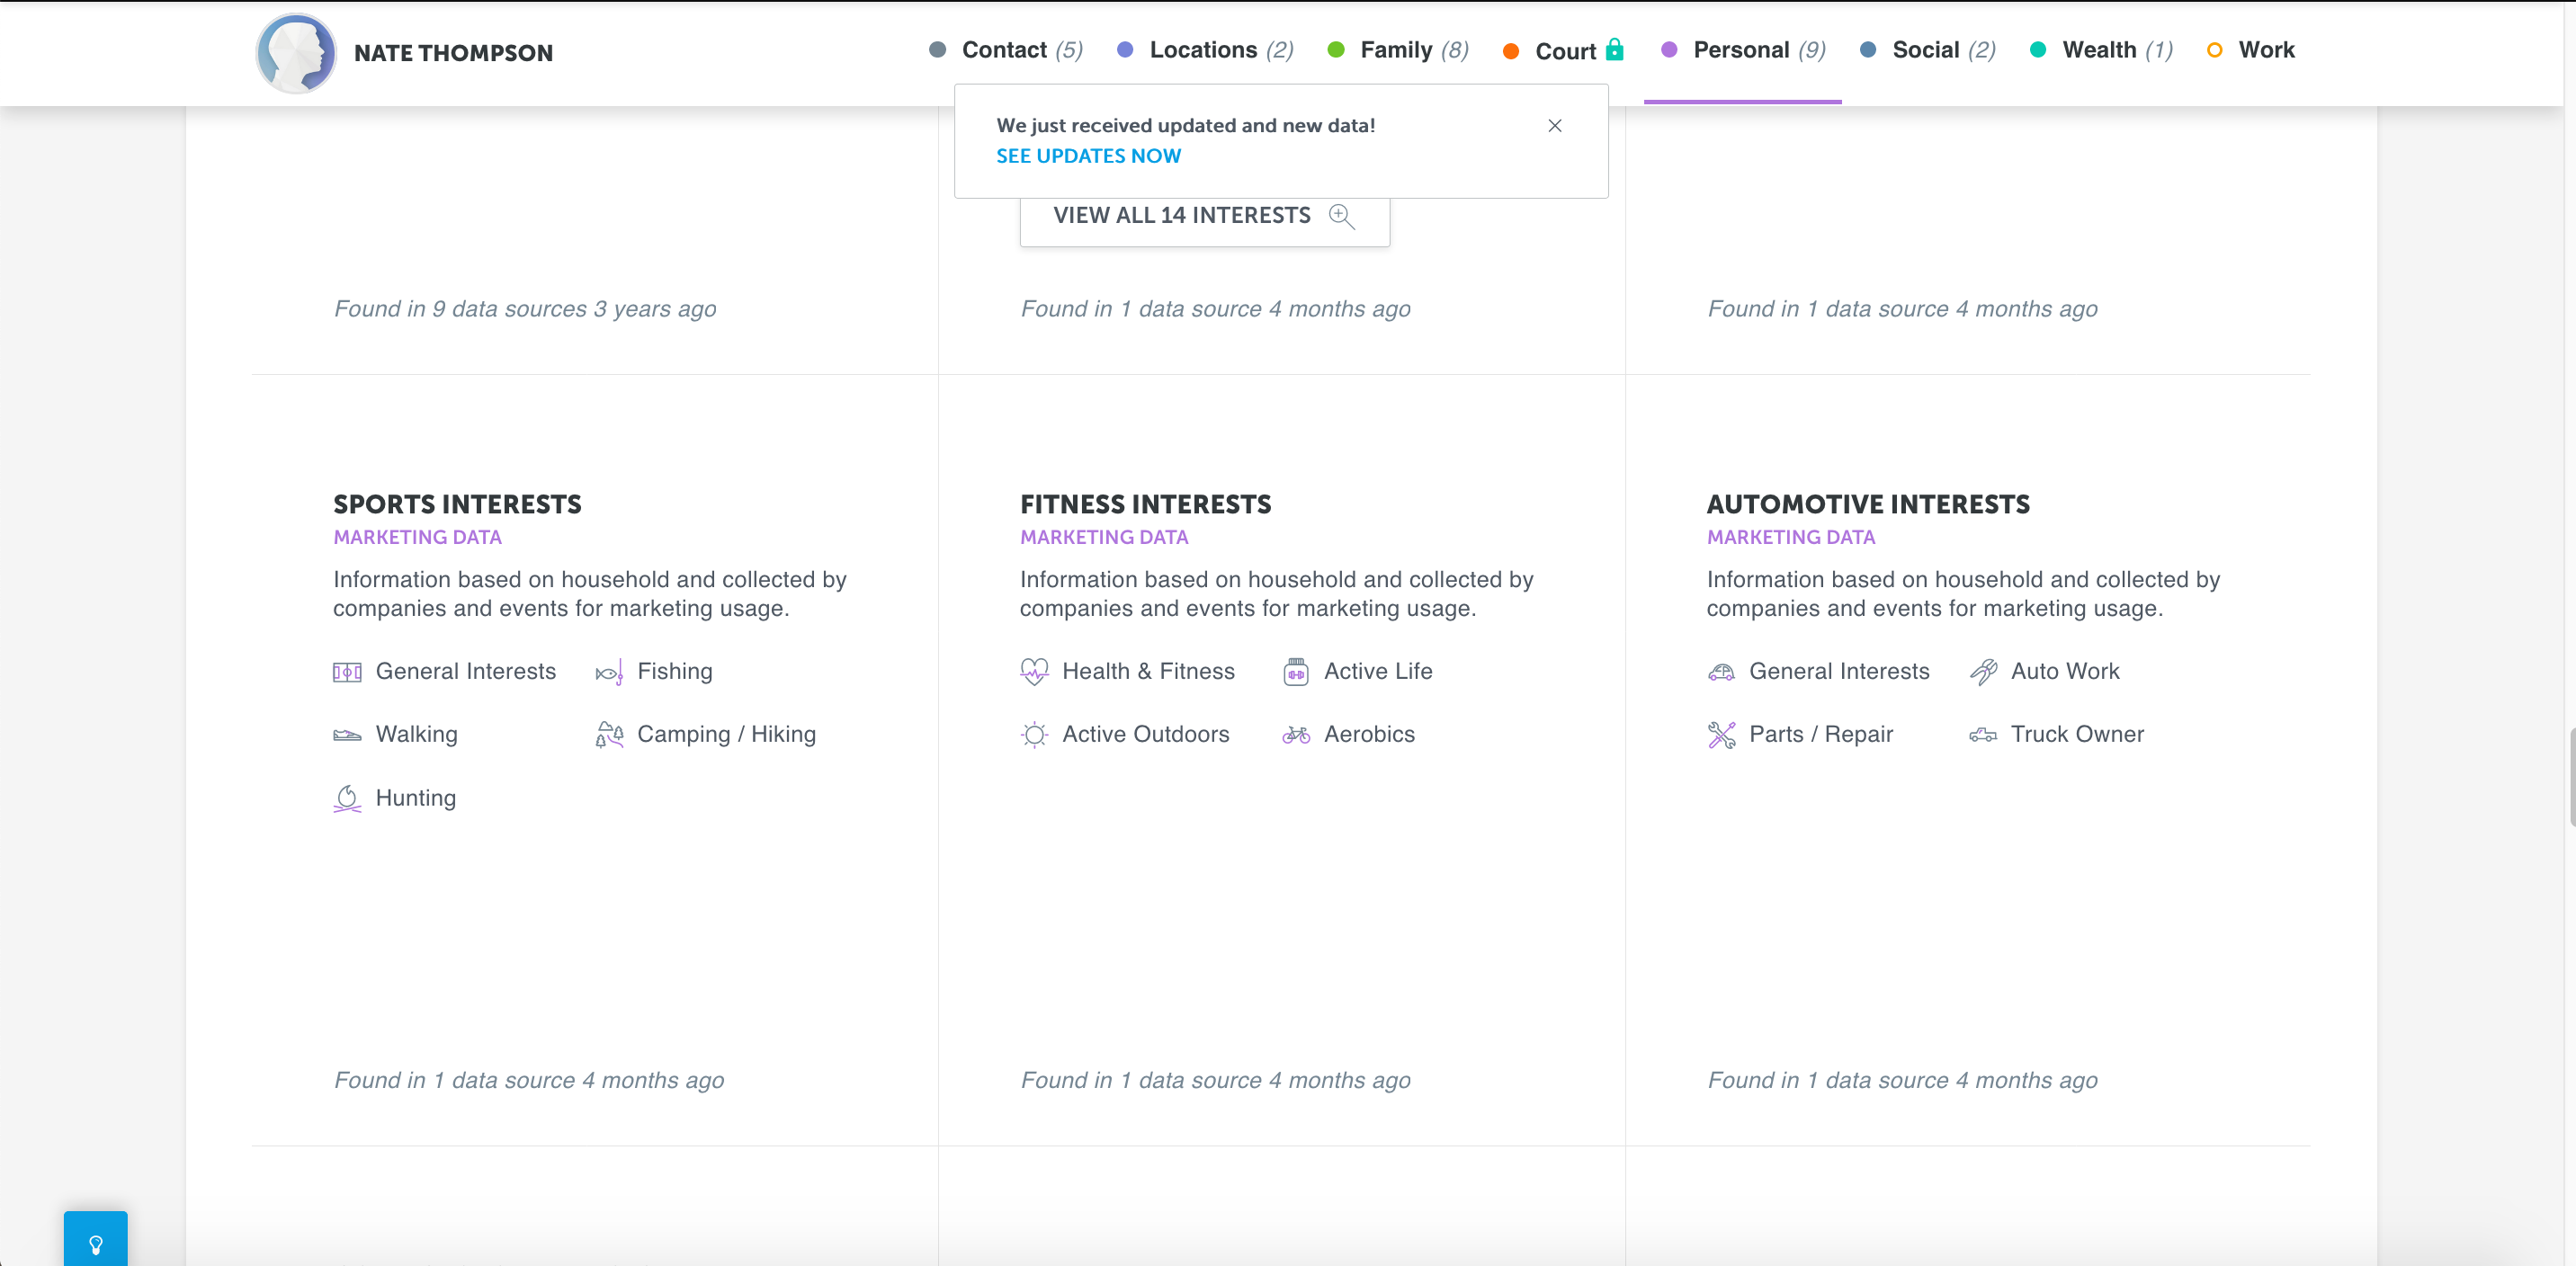 NATE THOMPSON
Contact (5)
Locations (2)
Family (8)
Court
Personal (9)
Social (2)
Wealth (1)
Work
We just received updated and new data!
SEE UPDATES NOW
VIEW ALL 14 INTERESTS
Found in 9 data sources 3 years ago
Found in 1 data source 4 months ago
Found in 1 data source 4 months ago
SPORTS INTERESTS
MARKETING DATA
Information based on household and collected by
companies and events for marketing usage.
General Interests
Fishing
Walking
Camping / Hiking
Hunting
Found in 1 data source 4 months ago
FITNESS INTERESTS
MARKETING DATA
Information based on household and collected by
companies and events for marketing usage.
Health & Fitness
Active Life
Active Outdoors
Aerobics
Found in 1 data source 4 months ago
AUTOMOTIVE INTERESTS
MARKETING DATA
Information based on household and collected by
companies and events for marketing usage.
General Interests
Auto Work
Parts / Repair
Truck Owner
Found in 1 data source 4 months ago